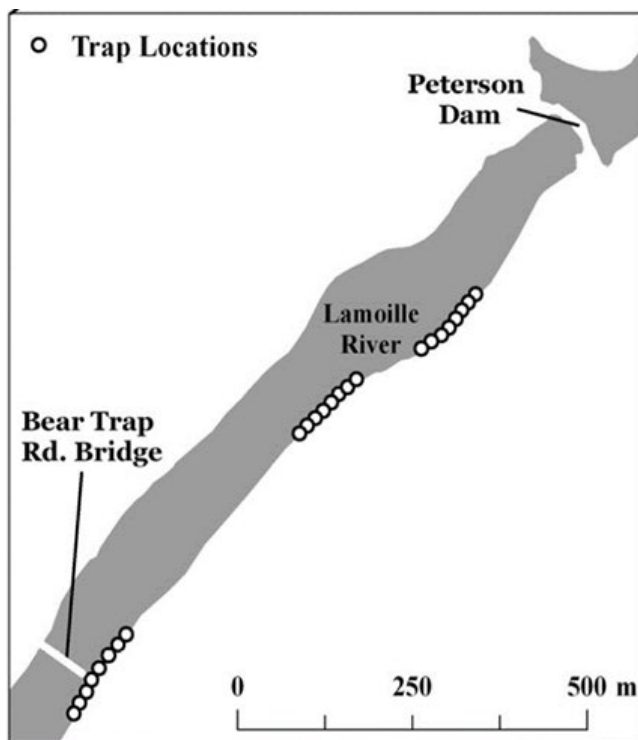 Trap Locations
Peterson
Dam
Lamoille
River
Bear Trap
Rd. Bridge
0 250 500 m